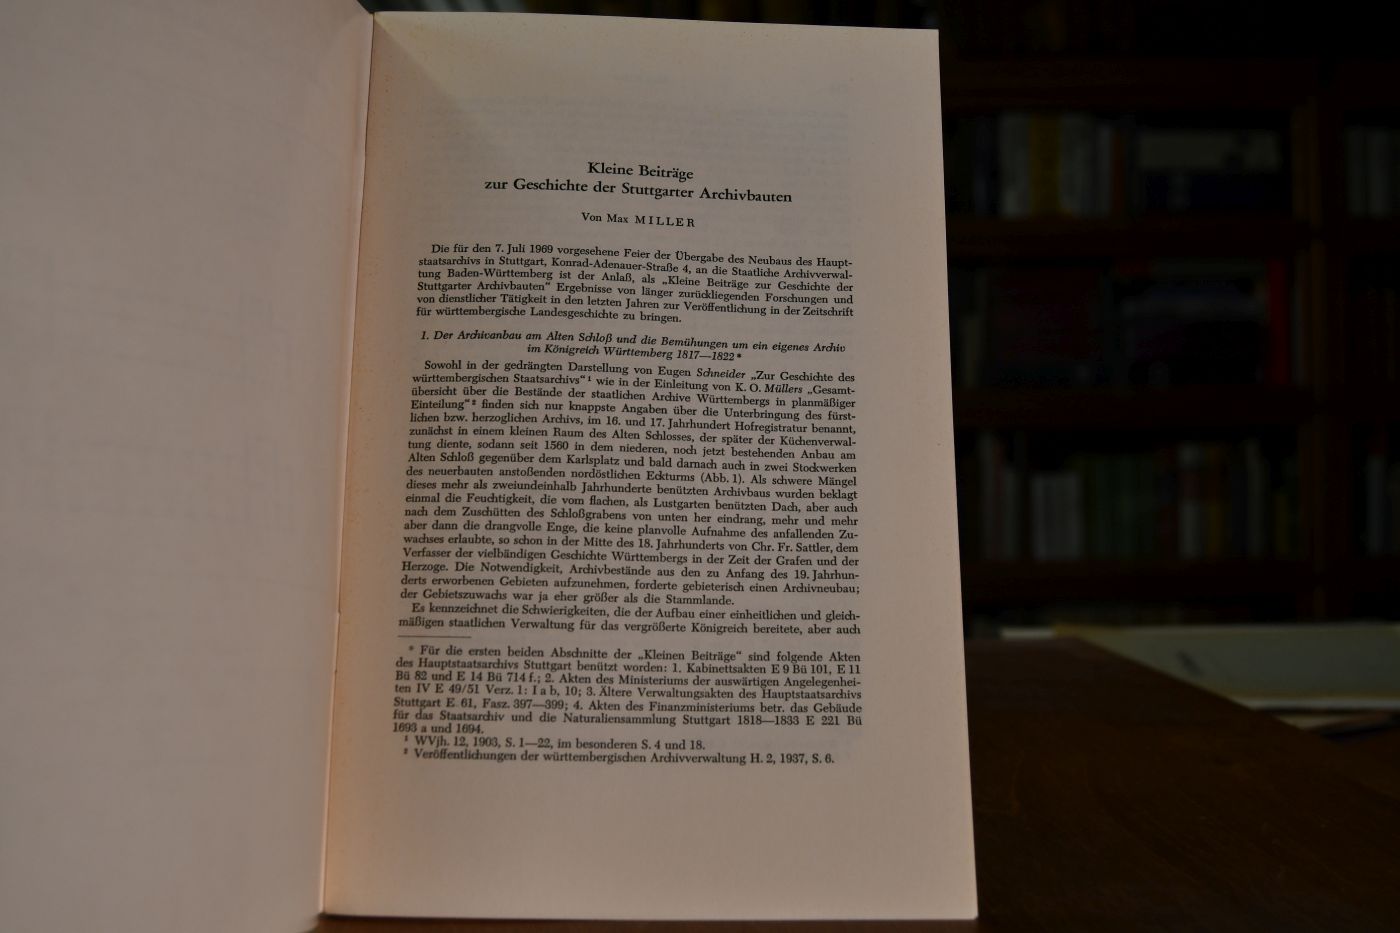 Kleine Beiträge
zur Geschichte der Stuttgarter Archivbauten
Von Max MILLER
Die für den 7. Juli 1969 vorgesehene Feier der Übergabe des Neubaus des Haupt-
staatsarchivs in Stuttgart, Konrad-Adenauer-Straße 4, an die Staatliche Archivverwal-
tung Baden-Württemberg ist der Anlaß, als „Kleine Beiträge zur Geschichte der
Stuttgarter Archivbauten“ Ergebnisse von länger zurückliegenden Forschungen und
von dienstlicher Tätigkeit in den letzten Jahren zur Veröffentlichung in der Zeitschrift
für württembergische Landesgeschichte zu bringen.
1. Der Archivanbau am Alten Schloß und die Bemühungen um ein eigenes Archiv
im Königreich Württemberg 1817—1822*
Sowohl in der gedrängten Darstellung von Eugen Schneider „Zur Geschichte des
württembergischen Staatsarchivs“¹ wie in der Einleitung von K. O. Müllers „Gesamt-
übersicht über die Bestände der staatlichen Archive Württembergs in planmäßiger
Einteilung“² finden sich nur knappste Angaben über die Unterbringung des fürst-
lichen bzw. herzoglichen Archivs, im 16. und 17. Jahrhundert Hofregistratur benannt,
zunächst in einem kleinen Raum des Alten Schlosses, der später der Küchenverwal-
tung diente, sodann seit 1560 in dem niederen, noch jetzt bestehenden Anbau am
Alten Schloß gegenüber dem Karlsplatz und bald darnach auch in zwei Stockwerken
des neuerbauten anstoßenden nordöstlichen Eckturms (Abb. 1). Als schwere Mängel
dieses mehr als zweiundeinhalb Jahrhunderte benützten Archivbaus wurden beklagt
einmal die Feuchtigkeit, die vom flachen, als Lustgarten benützten Dach, aber auch
nach dem Zuschütten des Schloßgrabens von unten her eindrang, mehr und mehr
aber dann die drangvolle Enge, die keine planvolle Aufnahme des anfallenden Zu-
wachses erlaubte, so schon in der Mitte des 18. Jahrhunderts von Chr. Fr. Sattler, dem
Verfasser der vielbändigen Geschichte Württembergs in der Zeit der Grafen und der
Herzoge. Die Notwendigkeit, Archivbestände aus den zu Anfang des 19. Jahrhun-
derts erworbenen Gebieten aufzunehmen, forderte gebieterisch einen Archivneubau;
der Gebietszuwachs war ja eher größer als die Stammlande.
Es kennzeichnet die Schwierigkeiten, die der Aufbau einer einheitlichen und gleich-
mäßigen staatlichen Verwaltung für das vergrößerte Königreich bereitete, aber auch
* Für die ersten beiden Abschnitte der „Kleinen Beiträge“ sind folgende Akten
des Hauptstaatsarchivs Stuttgart benützt worden: 1. Kabinettsakten E 9 Bü 101, E 11
Bü 82 und E 14 Bü 714 f.; 2. Akten des Ministeriums der auswärtigen Angelegenhei-
ten IV E 49/51 Verz. 1: I a b, 10; 3. Ältere Verwaltungsakten des Hauptstaatsarchivs
Stuttgart E 61, Fasz. 397—399; 4. Akten des Finanzministeriums betr. das Gebäude
für das Staatsarchiv und die Naturaliensammlung Stuttgart 1818—1833 E 221 Bü
1693 a und 1694.
¹ WVjh. 12, 1903, S. 1—22, im besonderen S. 4 und 18.
² Veröffentlichungen der württembergischen Archivverwaltung H. 2, 1937, S. 6.